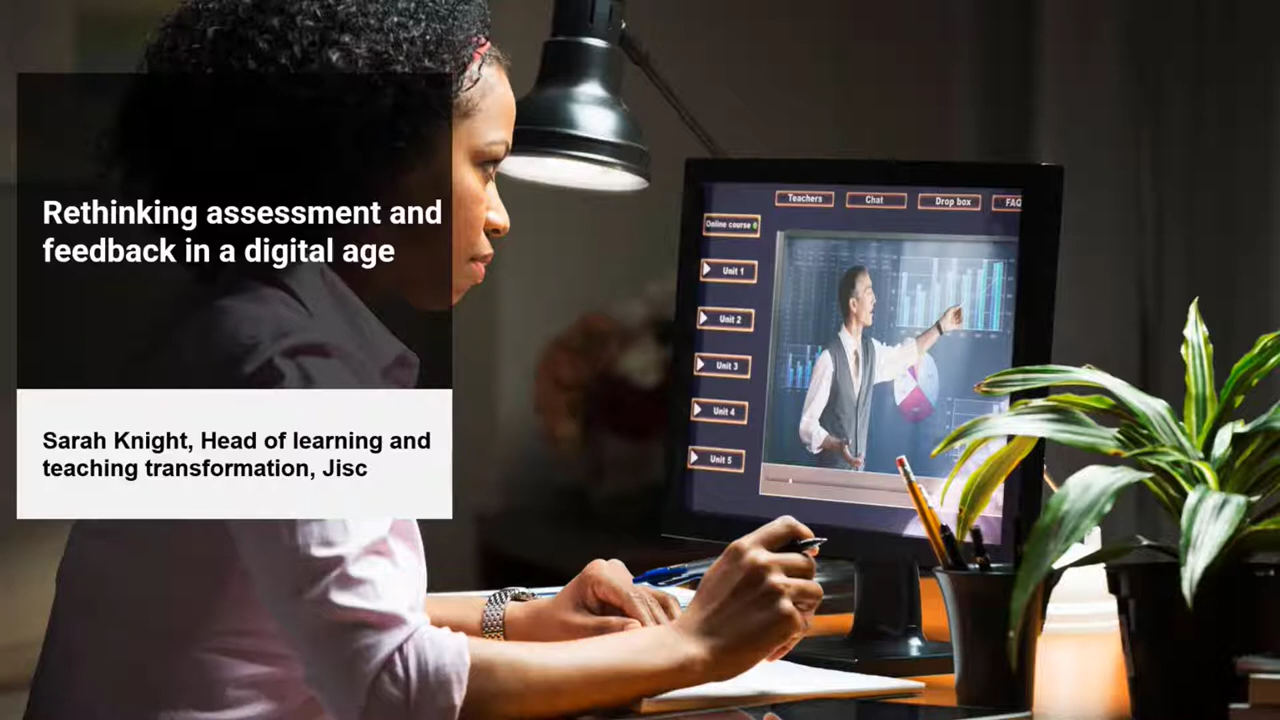 Rethinking assessment and
feedback in a digital age
Sarah Knight, Head of learning and
teaching transformation, Jisc
Teachers
Chat
Drop box
FAQ
Online course
Unit 1
Unit 2
Unit 3
Unit 4
Unit 5